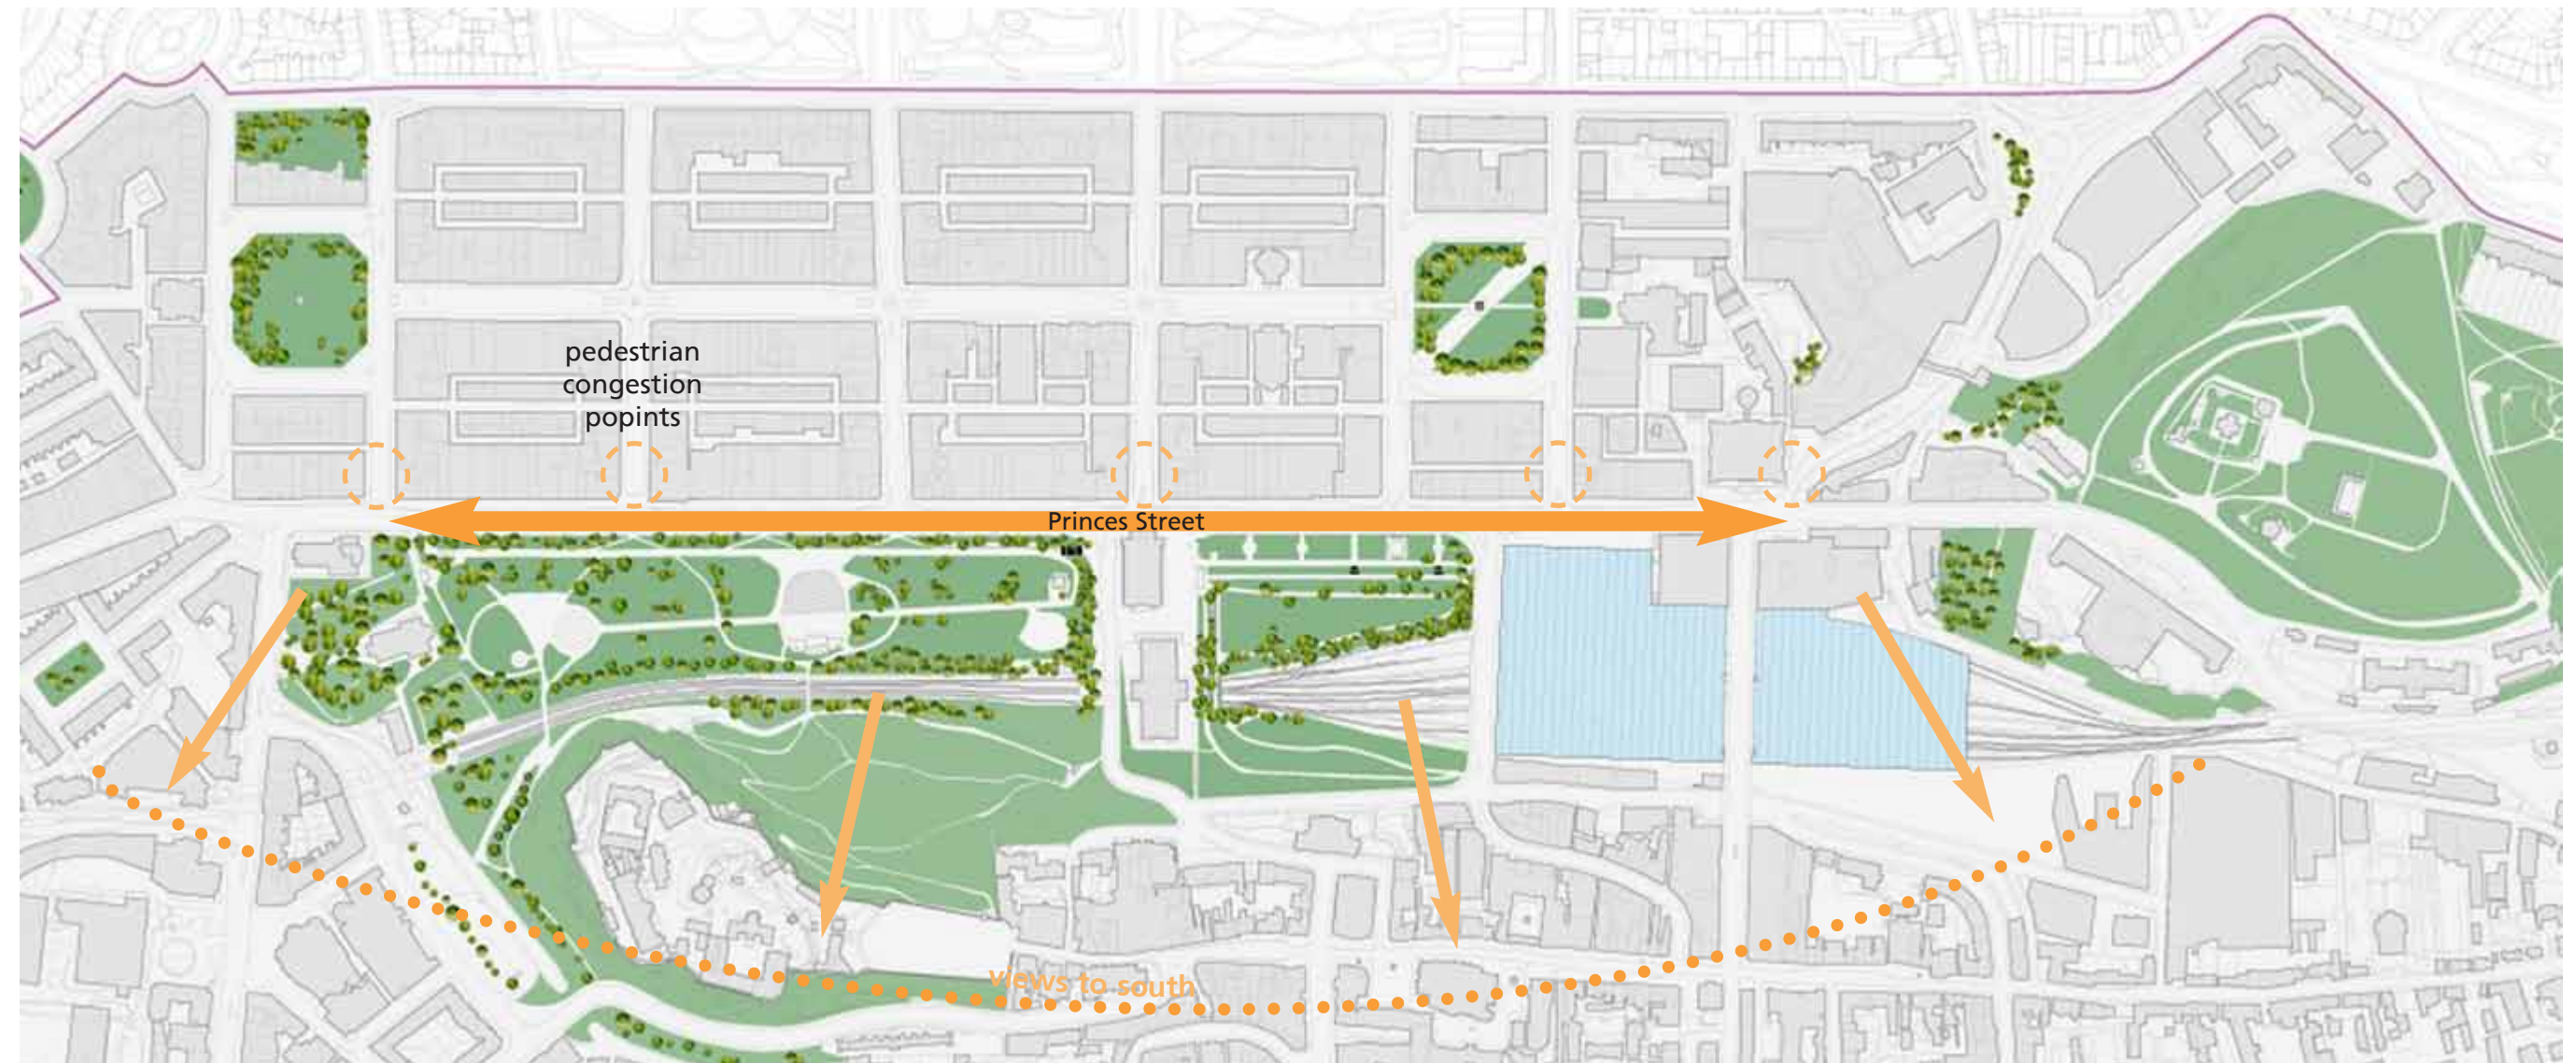 pedestrian
congestion
popints
Princes Street
views to south